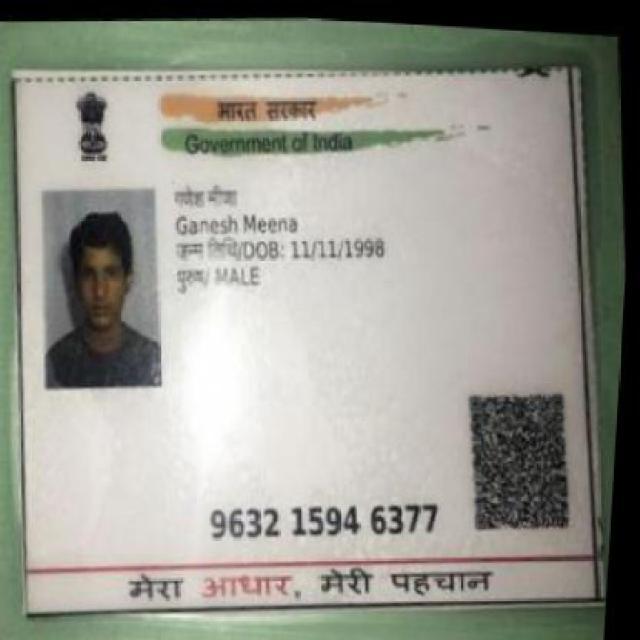 भारत सरकार
Government of India
गणेश मीणा
Ganesh Meena
जन्म तिथि/DOB: 11/11/1998
पुरुष/ MALE
9632 1594 6377
मेरा आधार, मेरी पहचान